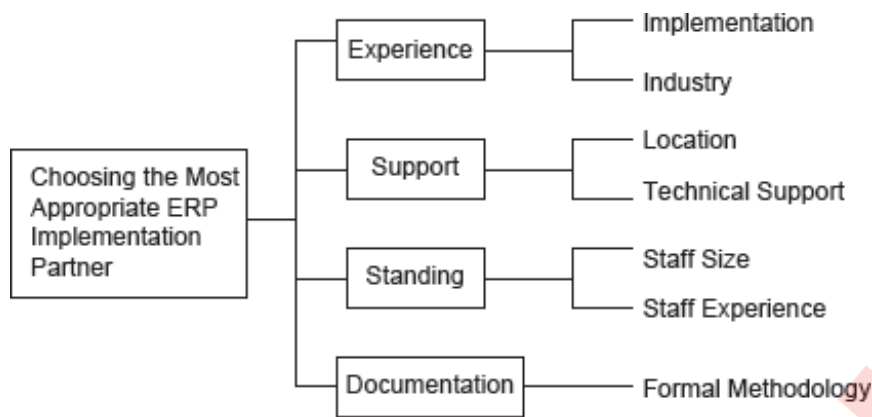 Choosing the Most
Appropriate ERP
Implementation
Partner
Experience
Implementation
Industry
Support
Location
Technical Support
Standing
Staff Size
Staff Experience
Documentation
Formal Methodology